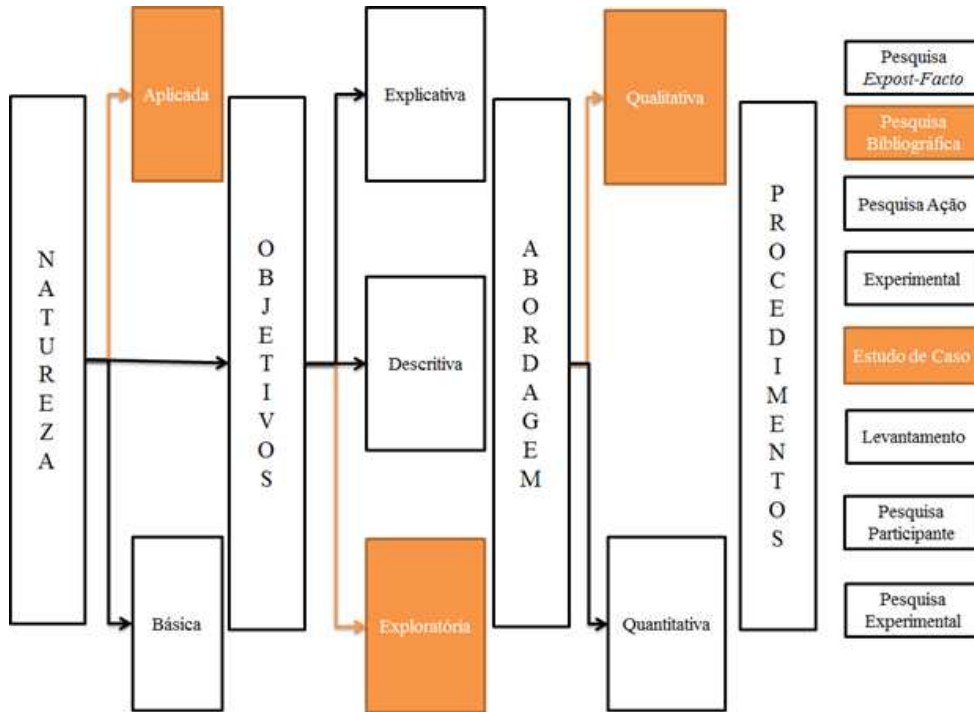 NATUREZA
Aplicada
Básica
OBJETIVOS
Explicativa
Descritiva
Exploratória
ABORDAGEM
Qualitativa
Quantitativa
PROCEDIMENTOS
Pesquisa
Expost-Facto
Pesquisa
Bibliográfica
Pesquisa Ação
Experimental
Estudo de Caso
Levantamento
Pesquisa
Participante
Pesquisa
Experimental